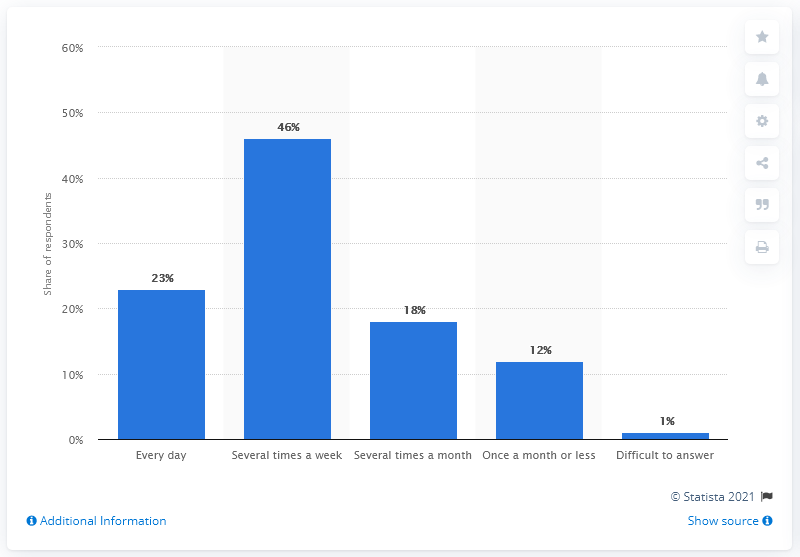 60%
50%
40%
30%
20%
10%
0%
Share of respondents
23%
46%
18%
12%
1%
Every day
Several times a week
Several times a month
Once a month or less
Difficult to answer
© Statista 2021
Additional Information
Show source